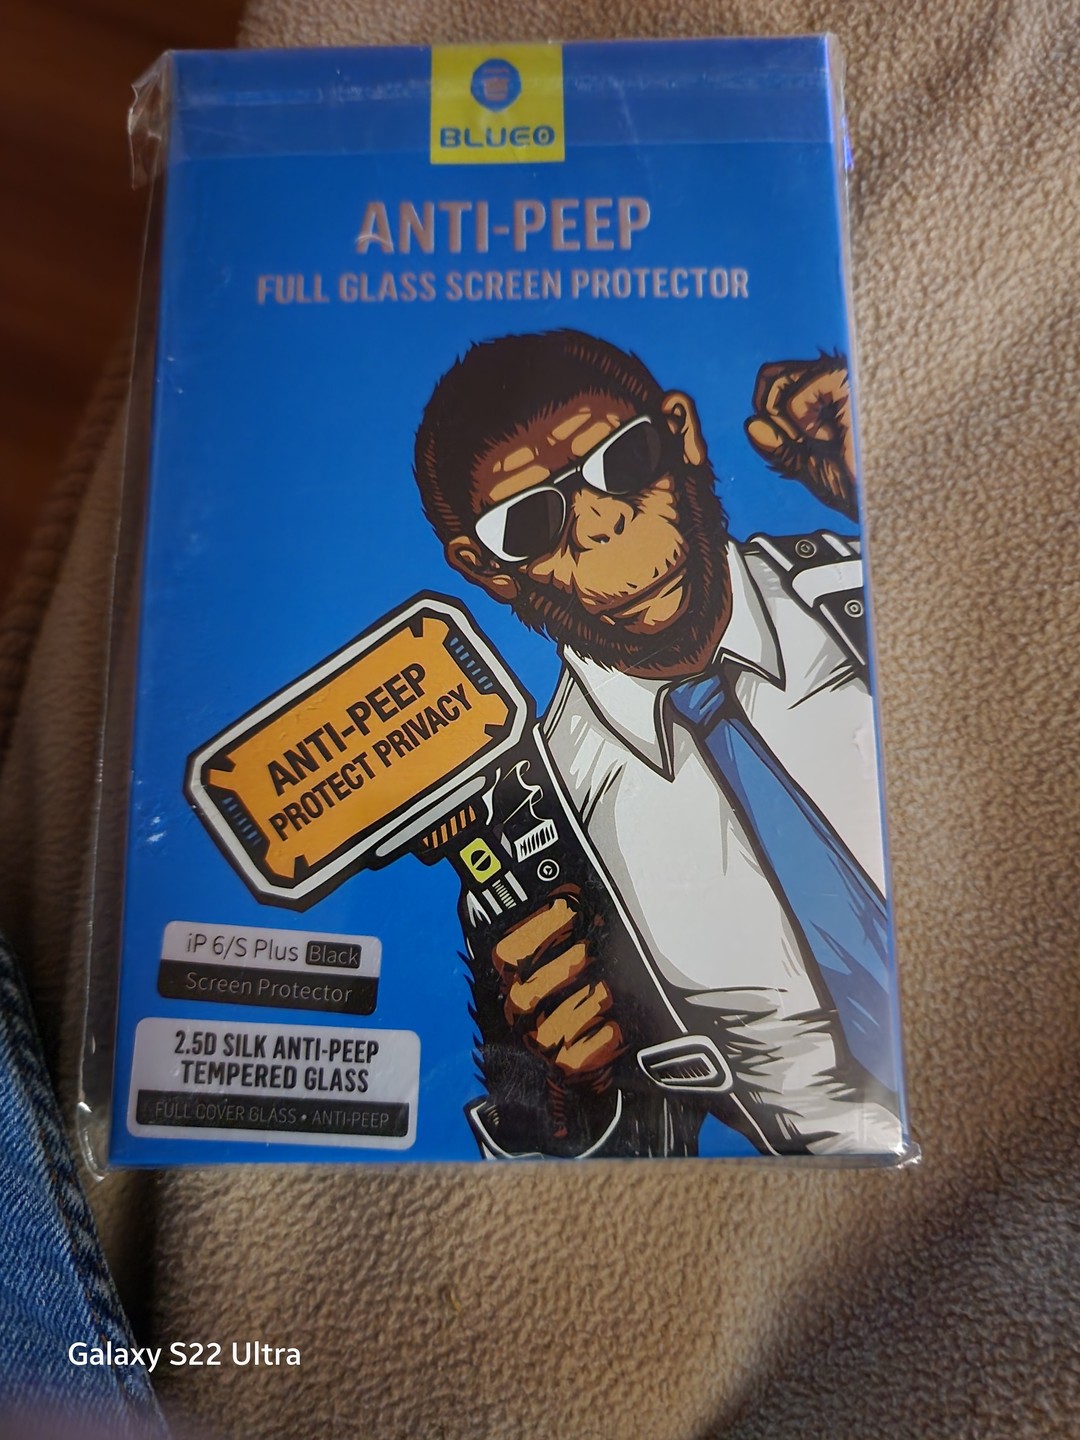 BLUEO
ANTI-PEEP
FULL GLASS SCREEN PROTECTOR
ANTI-PEEP
PROTECT PRIVACY
iP 6/S Plus Black
Screen Protector
2.5D SILK ANTI-PEEP
TEMPERED GLASS
FULL COVER GLASS • ANTI-PEEP
Galaxy S22 Ultra